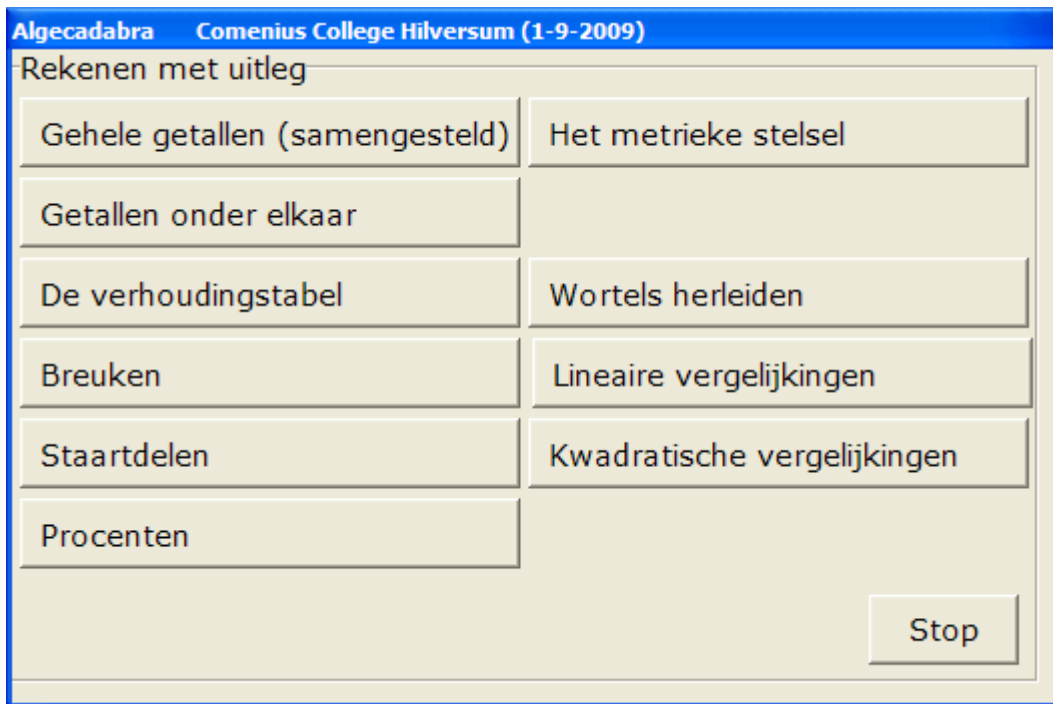 Algecadabra Comenius College Hilversum (1-9-2009)
Rekenen met uitleg
Gehele getallen (samengesteld)
Het metrieke stelsel
Getallen onder elkaar
De verhoudingstabel
Wortels herleiden
Breuken
Lineaire vergelijkingen
Staartdelen
Kwadratische vergelijkingen
Procenten
Stop